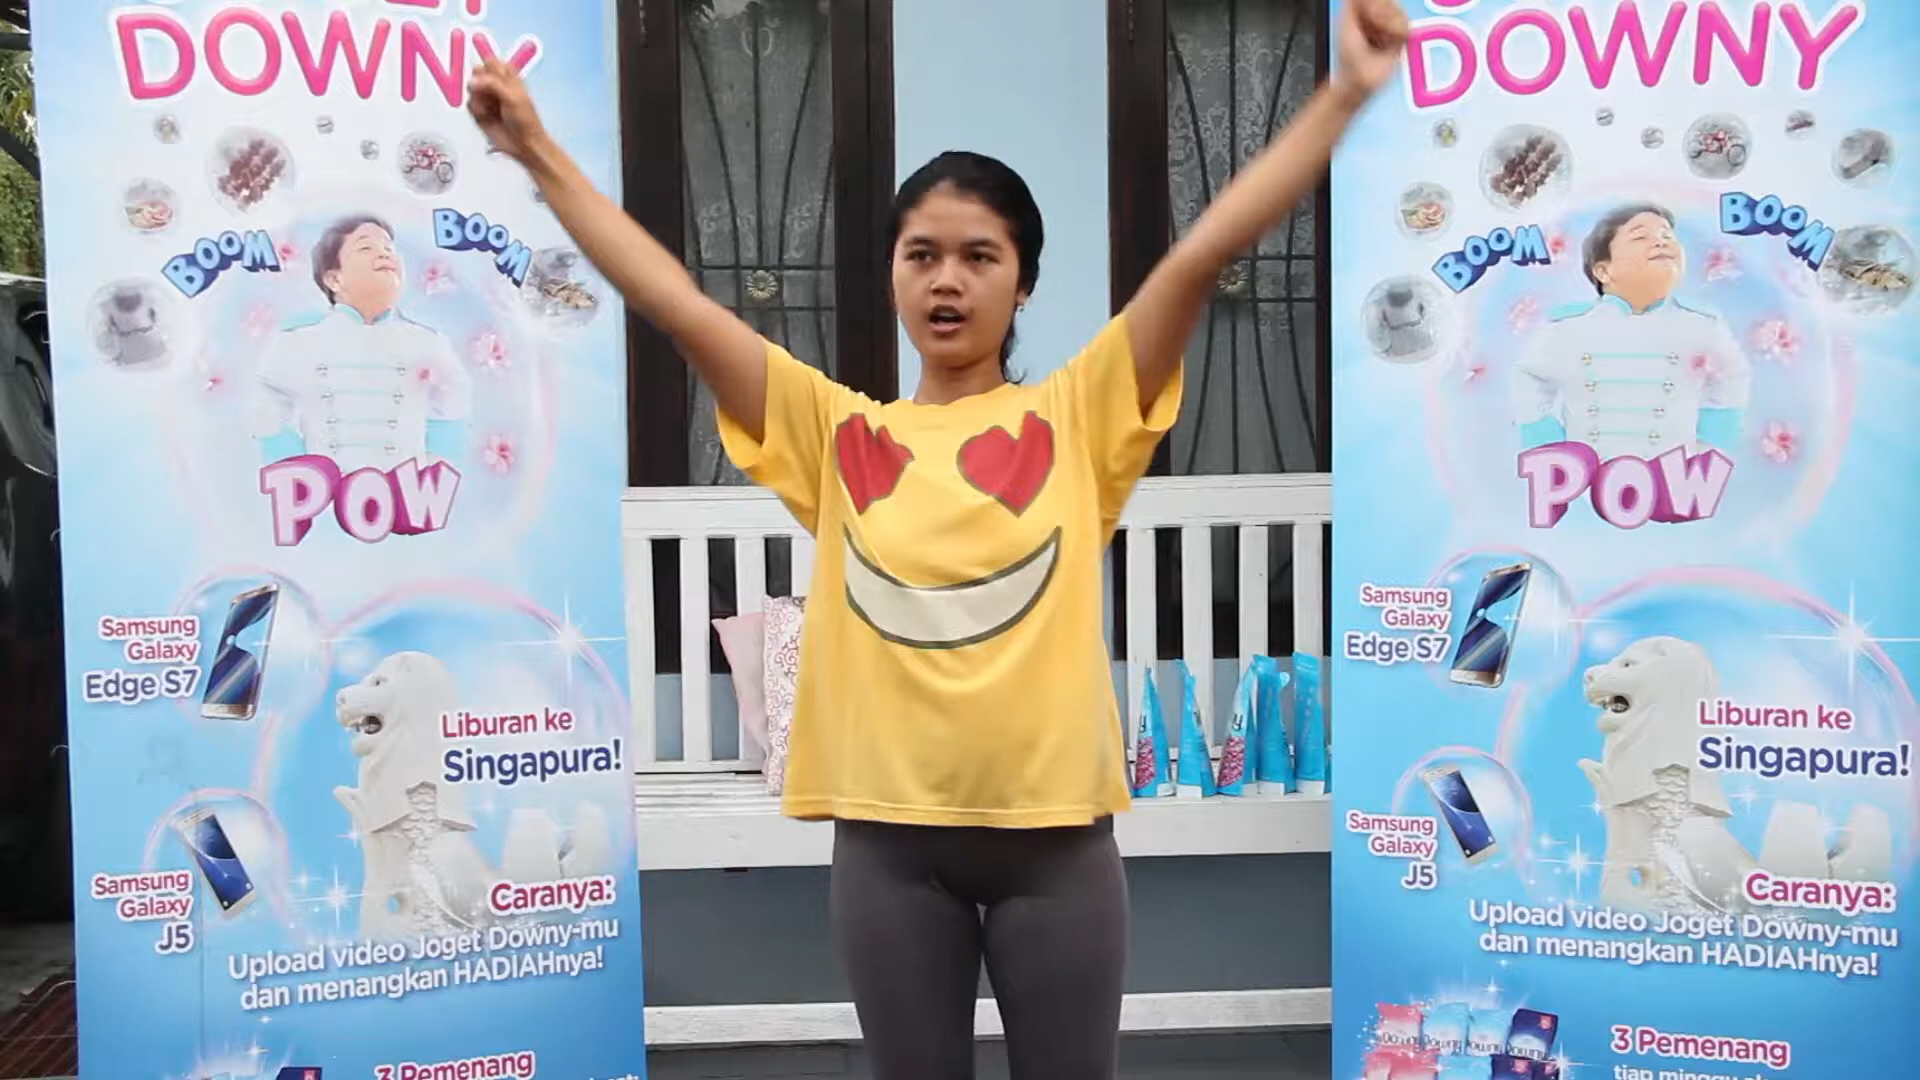 DOWNY
BOOM
BOOM
POW
Samsung
Galaxy
Edge S7
Liburan ke
Singapura!
Samsung
Galaxy
J5
Caranya:
Upload video Joget Downy-mu
dan menangkan HADIAHnya!
3 Pemenang
DOWNY
BOOM
BOOM
POW
Samsung
Galaxy
Edge S7
Liburan ke
Singapura!
Samsung
Galaxy
J5
Caranya:
Upload video Joget Downy-mu
dan menangkan HADIAHnya!
3 Pemenang
tiap minggu